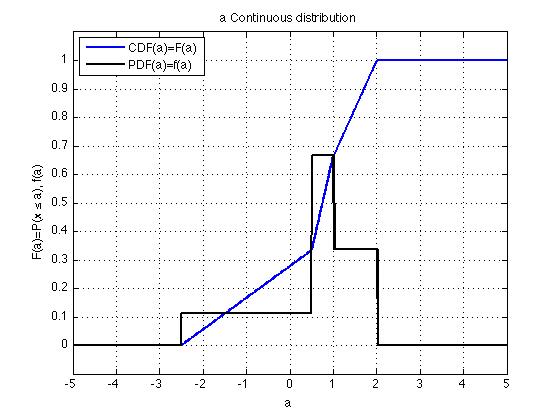 a Continuous distribution
CDF(a)=F(a)
PDF(a)=f(a)
F(a)=P(x ≤ a), f(a)
1
0.9
0.8
0.7
0.6
0.5
0.4
0.3
0.2
0.1
0
-5 -4 -3 -2 -1 0 1 2 3 4 5
a